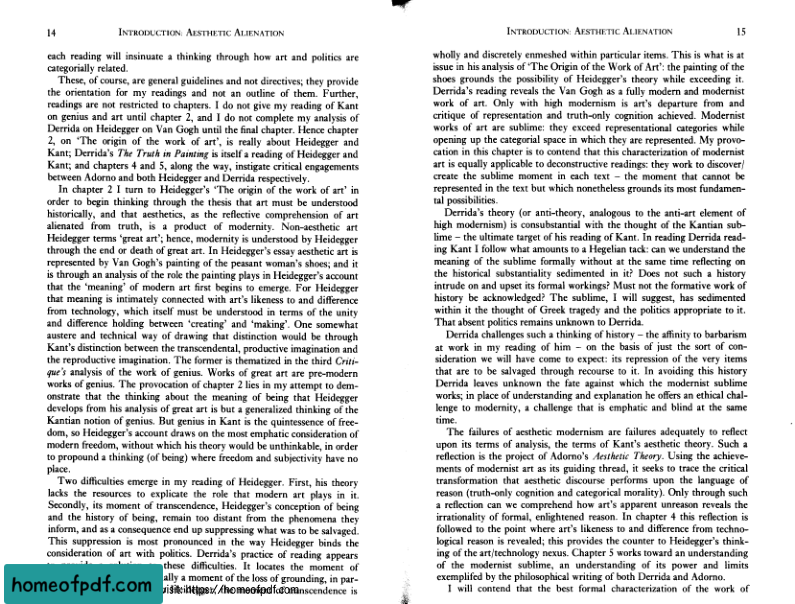 14 INTRODUCTION: AESTHETIC ALIENATION
each reading will insinuate a thinking through how art and politics are
categorially related.
These, of course, are general guidelines and not directives; they provide
the orientation for my readings and not an outline of them. Further,
readings are not restricted to chapters. I do not give my reading of Kant
on genius and art until chapter 2, and I do not complete my analysis of
Derrida on Heidegger on Van Gogh until the final chapter. Hence chapter
2, on 'The origin of the work of art', is really about Heidegger and
Kant; Derrida's The Truth in Painting is itself a reading of Heidegger and
Kant; and chapters 4 and 5, along the way, instigate critical engagements
between Adorno and both Heidegger and Derrida respectively.
In chapter 2 I turn to Heidegger's 'The origin of the work of art' in
order to begin thinking through the thesis that art must be understood
historically, and that aesthetics, as the reflective comprehension of art
alienated from truth, is a product of modernity. Non-aesthetic art
Heidegger terms 'great art'; hence, modernity is understood by Heidegger
through the end or death of great art. In Heidegger's essay aesthetic art is
represented by Van Gogh's painting of the peasant woman's shoes; and it
is through an analysis of the role the painting plays in Heidegger's account
that the 'meaning' of modern art first begins to emerge. For Heidegger
that meaning is intimately connected with art's likeness to and difference
from technology, which itself must be understood in terms of the unity
and difference holding between 'creating' and 'making'. One somewhat
austere and technical way of drawing that distinction would be through
Kant's distinction between the transcendental, productive imagination and
the reproductive imagination. The former is thematized in the third Criti-
que's analysis of the work of genius. Works of great art are pre-modern
works of genius. The provocation of chapter 2 lies in my attempt to dem-
onstrate that the thinking about the meaning of being that Heidegger
develops from his analysis of great art is but a generalized thinking of the
Kantian notion of genius. But genius in Kant is the quintessence of free-
dom, so Heidegger's account draws on the most emphatic consideration of
modern freedom, without which his theory would be unthinkable, in order
to propound a thinking (of being) where freedom and subjectivity have no
place.
Two difficulties emerge in my reading of Heidegger. First, his theory
lacks the resources to explicate the role that modern art plays in it.
Secondly, its moment of transcendence, Heidegger's conception of being
and the history of being, remain too distant from the phenomena they
inform, and as a consequence end up suppressing what was to be salvaged.
This suppression is most pronounced in the way Heidegger binds the
consideration of art with politics. Derrida's practice of reading appears
these difficulties. It locates the moment of
ally a moment of the loss of grounding, in par-
transcendence is
homeofpdf.com
INTRODUCTION: AESTHETIC ALIENATION 15
wholly and discretely enmeshed within particular items. This is what is at
issue in his analysis of 'The Origin of the Work of Art': the painting of the
shoes grounds the possibility of Heidegger's theory while exceeding it.
Derrida's reading reveals the Van Gogh as a fully modern and modernist
work of art. Only with high modernism is art's departure from and
critique of representation and truth-only cognition achieved. Modernist
works of art are sublime: they exceed representational categories while
opening up the categorial space in which they are represented. My provo-
cation in this chapter is to contend that this characterization of modernist
art is equally applicable to deconstructive readings: they work to discover/
create the sublime moment in each text – the moment that cannot be
represented in the text but which nonetheless grounds its most fundamen-
tal possibilities.
Derrida's theory (or anti-theory, analogous to the anti-art element of
high modernism) is consubstantial with the thought of the Kantian sub-
lime – the ultimate target of his reading of Kant. In reading Derrida read-
ing Kant I follow what amounts to a Hegelian tack: can we understand the
meaning of the sublime formally without at the same time reflecting on
the historical substantiality sedimented in it? Does not such a history
intrude on and upset its formal workings? Must not the formative work of
history be acknowledged? The sublime, I will suggest, has sedimented
within it the thought of Greek tragedy and the politics appropriate to it.
That absent politics remains unknown to Derrida.
Derrida challenges such a thinking of history – the affinity to barbarism
at work in my reading of him – on the basis of just the sort of con-
sideration we will have come to expect: its repression of the very items
that are to be salvaged through recourse to it. In avoiding this history
Derrida leaves unknown the fate against which the modernist sublime
works; in place of understanding and explanation he offers an ethical chal-
lenge to modernity, a challenge that is emphatic and blind at the same
time.
The failures of aesthetic modernism are failures adequately to reflect
upon its terms of analysis, the terms of Kant's aesthetic theory. Such a
reflection is the project of Adorno's Aesthetic Theory. Using the achieve-
ments of modernist art as its guiding thread, it seeks to trace the critical
transformation that aesthetic discourse performs upon the language of
reason (truth-only cognition and categorical morality). Only through such
a reflection can we comprehend how art's apparent unreason reveals the
irrationality of formal, enlightened reason. In chapter 4 this reflection is
followed to the point where art's likeness to and difference from techno-
logical reason is revealed; this provides the counter to Heidegger's think-
ing of the art/technology nexus. Chapter 5 works toward an understanding
of the modernist sublime, an understanding of its power and limits
exemplifed by the philosophical writing of both Derrida and Adorno.
I will contend that the best formal characterization of the work of